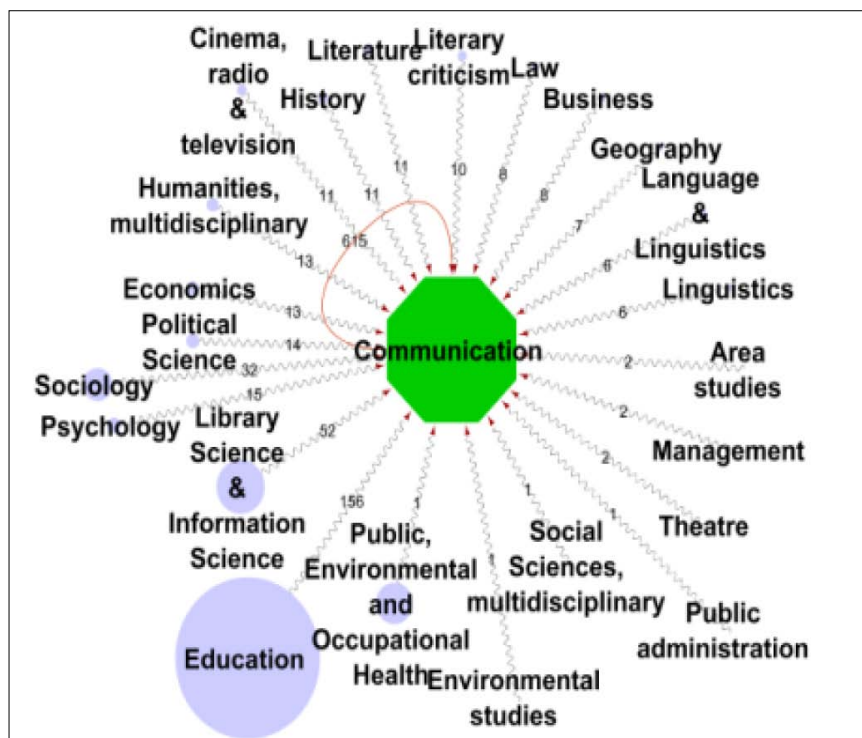 Cinema,
radio
&
television
Literature
Literary
criticism
Law
History
Business
Geography
Language
&
Linguistics
Humanities,
multidisciplinary
11
11
11
10
8
8
7
6
615
13
Economics
13
Linguistics
6
Political
Science
14
Communication
2
Area
studies
Sociology
32
Psychology
15
2
Management
Library
Science
&
Information
Science
52
2
Theatre
156
1
1
1
1
Public,
Environmental
and
Occupational
Health
Social
Sciences,
multidisciplinary
Public
administration
Education
Environmental
studies